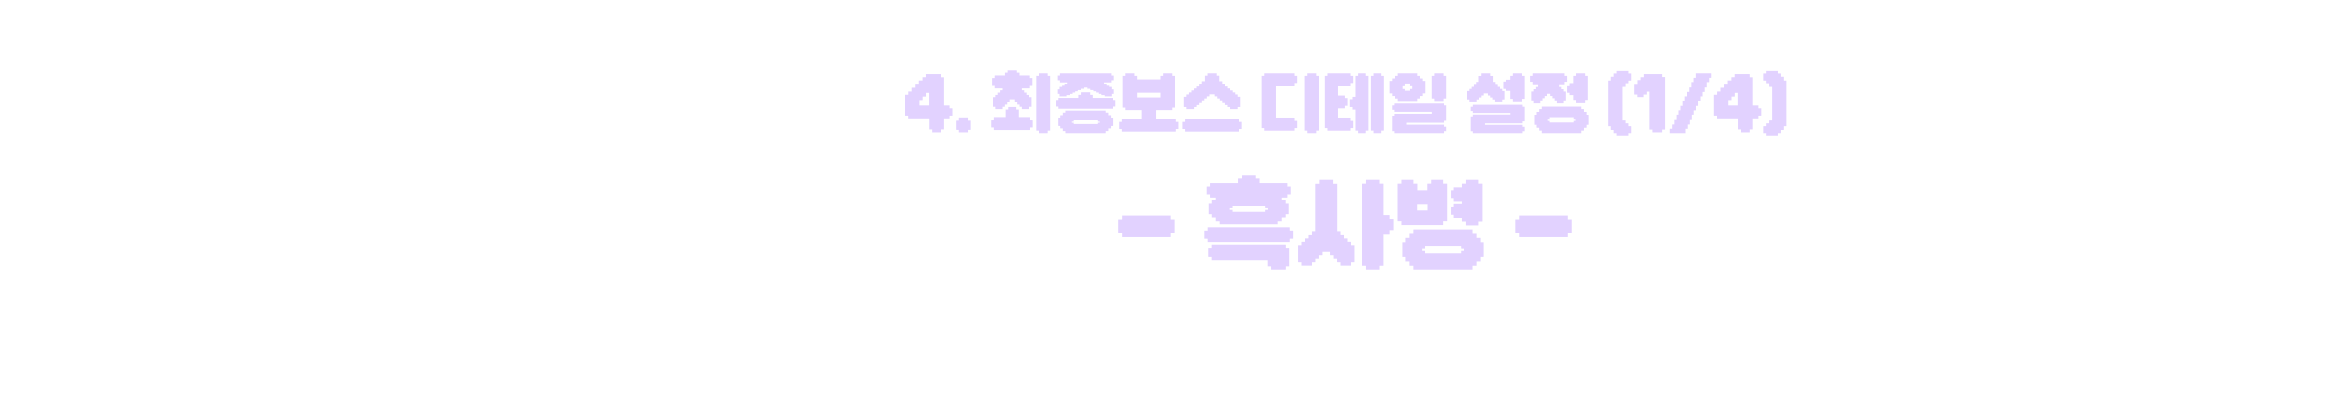 4. 최종보스 디테일 설정 (1/4)
- 흑사병 -